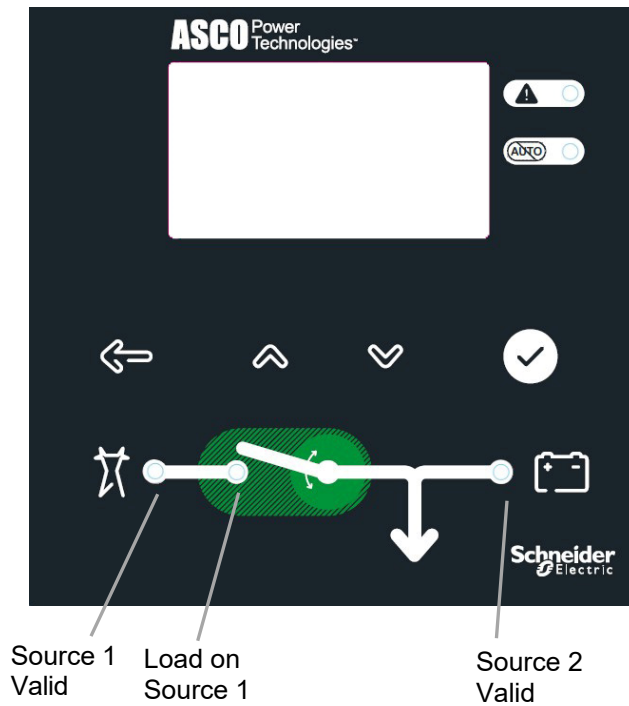 ASCO Power
Technologies™
AUTO
+ -
Schneider
Electric
Source 1
Valid
Load on
Source 1
Source 2
Valid